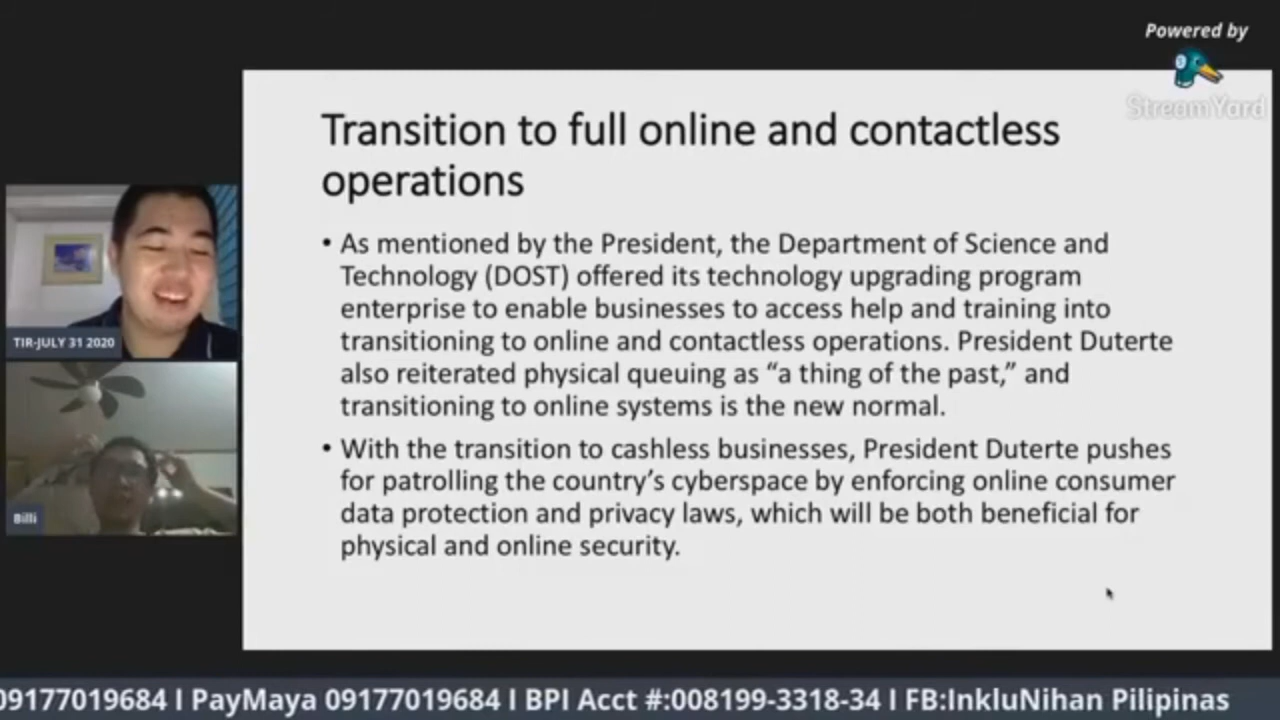 Powered by
StreamYard
Transition to full online and contactless
operations
• As mentioned by the President, the Department of Science and
Technology (DOST) offered its technology upgrading program
enterprise to enable businesses to access help and training into
transitioning to online and contactless operations. President Duterte
also reiterated physical queuing as “a thing of the past,” and
transitioning to online systems is the new normal.
• With the transition to cashless businesses, President Duterte pushes
for patrolling the country’s cyberspace by enforcing online consumer
data protection and privacy laws, which will be both beneficial for
physical and online security.
TIR-JULY 31 2020
Billi
09177019684 I PayMaya 09177019684 I BPI Acct #:008199-3318-34 I FB:InkluNihan Pilipinas